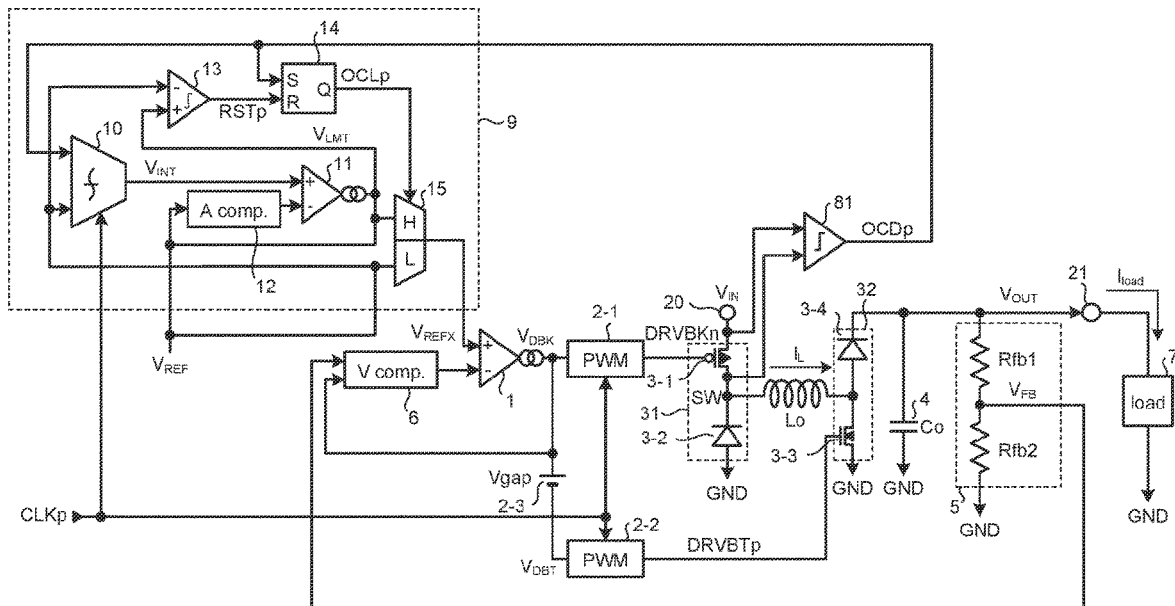 14
13
S
Q
OCLp
R
-
+
RSTp
9
10
V_LMT
V_INT
11
+
-
15
81
A comp.
H
L
OCDp
12
V_IN
20
21
I_load
V_REF
V_REFX
V_DBK
2-1
DRVBKn
3-4
32
V_OUT
+
-
PWM
I_L
Rfb1
7
V comp.
3-1
SW
V_FB
load
6
1
31
Lo
4
Co
3-2
3-3
Rfb2
Vgap
GND
GND
GND
5
GND
GND
2-3
CLKp
2-2
V_DBT
PWM
DRVBTp